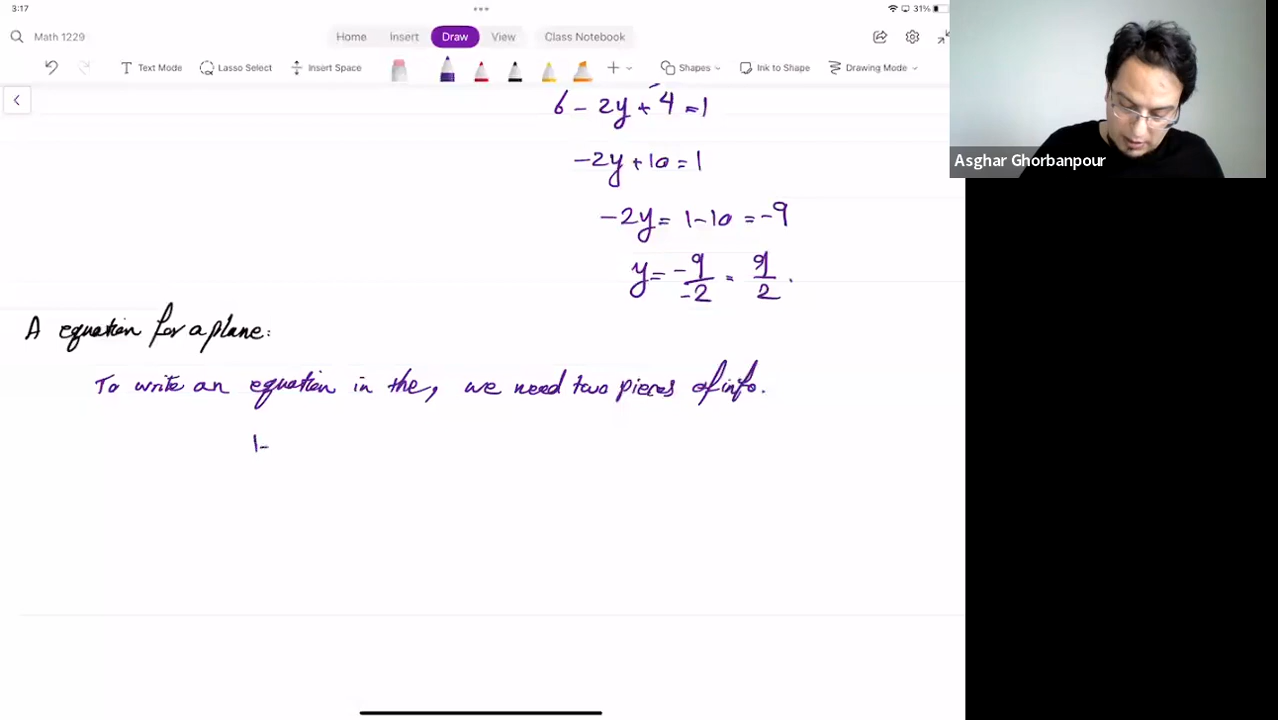 3:17
31%
Math 1229
Home Insert Draw View Class Notebook
Text Mode Lasso Select Insert Space Shapes Ink to Shape Drawing Mode
Asghar Ghorbanpour
6 - 2y + 4 = 1
-2y + 10 = 1
-2y = 1 - 10 = -9
y = -9/-2 = 9/2 .
A equation for a plane:
To write an equation in the, we need two pieces of info.
1-